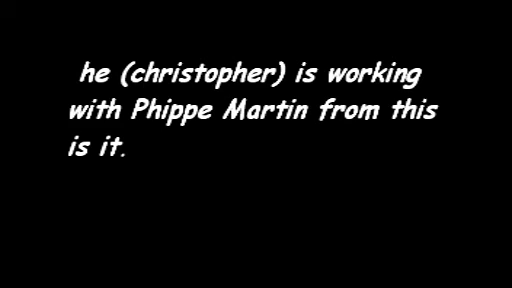 he (christopher) is working
with Phippe Martin from this
is it.